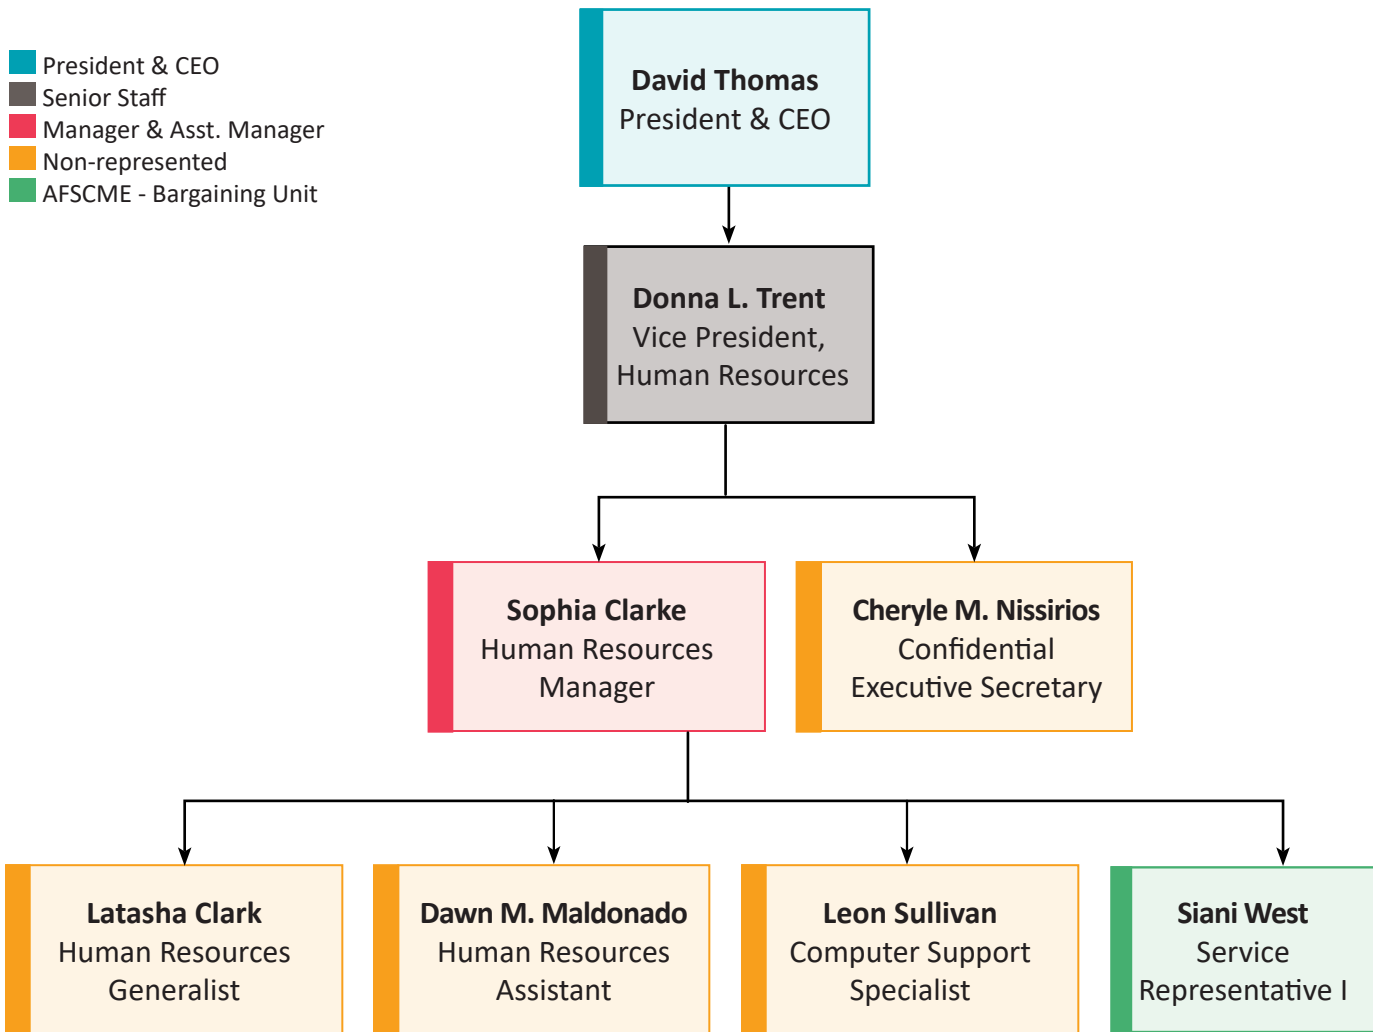 President & CEO
Senior Staff
Manager & Asst. Manager
Non-represented
AFSCME - Bargaining Unit
David Thomas
President & CEO
Donna L. Trent
Vice President,
Human Resources
Sophia Clarke
Human Resources
Manager
Cheryle M. Nissirios
Confidential
Executive Secretary
Latasha Clark
Human Resources
Generalist
Dawn M. Maldonado
Human Resources
Assistant
Leon Sullivan
Computer Support
Specialist
Siani West
Service
Representative I